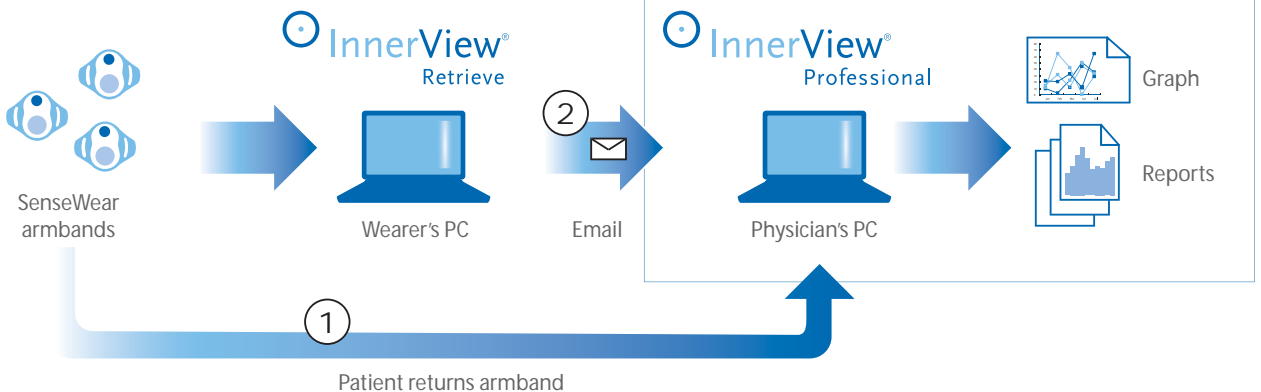 InnerView®
Retrieve
InnerView®
Professional
Graph
2
Reports
SenseWear
armbands
Wearer's PC
Email
Physician's PC
1
Patient returns armband